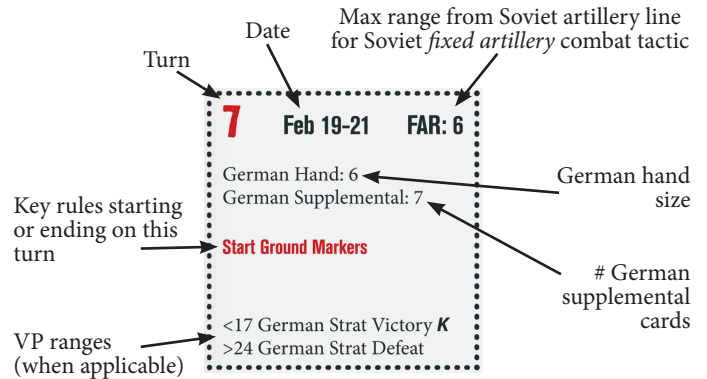 Max range from Soviet artillery line
for Soviet fixed artillery combat tactic
Date
Turn
7 Feb 19-21 FAR: 6
German Hand: 6
German Supplemental: 7
German hand
size
Key rules starting
or ending on this
turn
Start Ground Markers
# German
supplemental
cards
<17 German Strat Victory K
>24 German Strat Defeat
VP ranges
(when applicable)